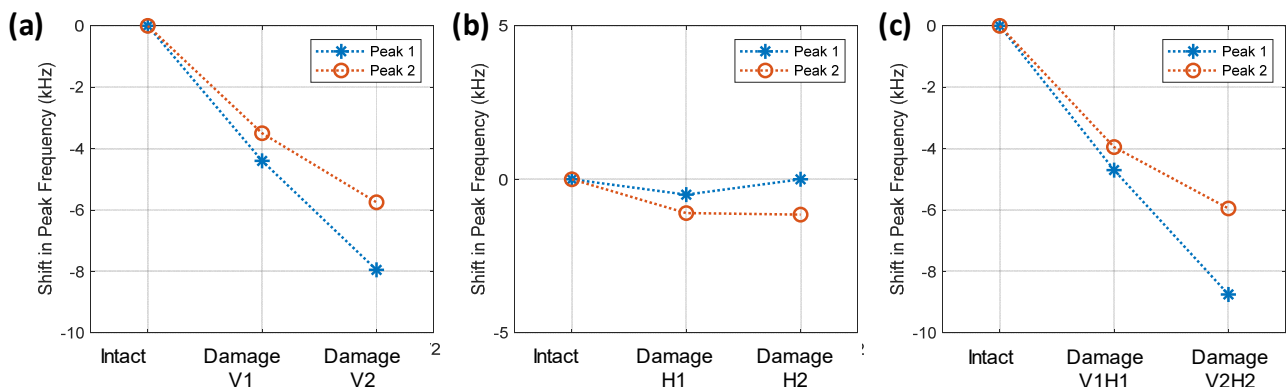 (a)
Shift in Peak Frequency (kHz)
0
-2
-4
-6
-8
-10
Peak 1
Peak 2
Intact
Damage
V1
Damage
V2
2
(b)
Shift in Peak Frequency (kHz)
5
0
-5
Peak 1
Peak 2
Intact
Damage
H1
Damage
H2
(c)
Shift in Peak Frequency (kHz)
0
-2
-4
-6
-8
-10
Peak 1
Peak 2
Intact
Damage
V1H1
Damage
V2H2